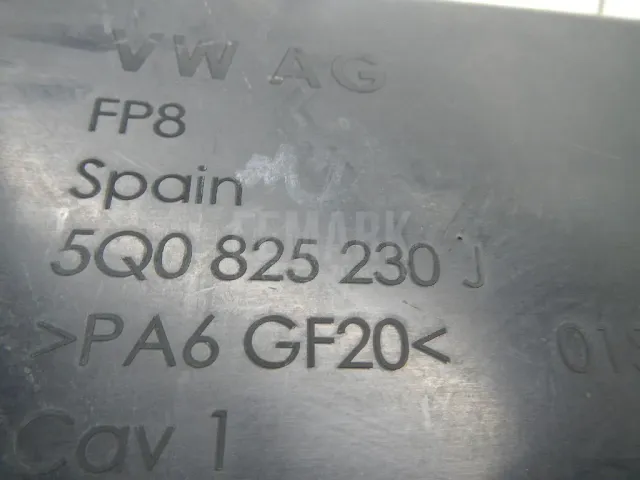 VW AG
FP8
Spain
5Q0 825 230 J
>PA6 GF20<
Cav 1